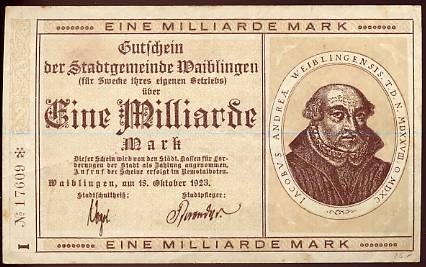 EINE MILLIARDE MARK
Gutschein
der Stadtgemeinde Waiblingen
(für Zwecke ihres eigenen Betriebs)
über
Eine Milliarde
Mark
Dieser Schein wird von den Städt. Kassen für For-
derungen der Stadt als Zahlung angenommen.
Aufruf der Scheine erfolgt im Remstalboten.
Waiblingen, am 18. Oktober 1923.
Stadtschultheiß: Stadtpfleger:
№ 17609 ✻
I
IACOBVS ANDREÆ WEIBLINGENSIS. T. D. N. MDXXVIII. O. MDXC
EINE MILLIARDE MARK